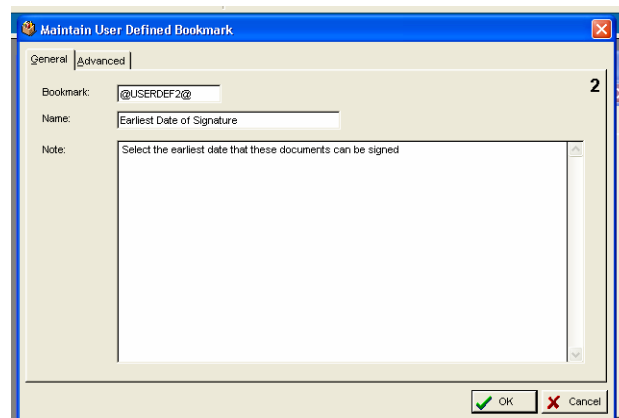 Maintain User Defined Bookmark
General Advanced
2
Bookmark: @USERDEF2@
Name: Earliest Date of Signature
Note: Select the earliest date that these documents can be signed
OK Cancel